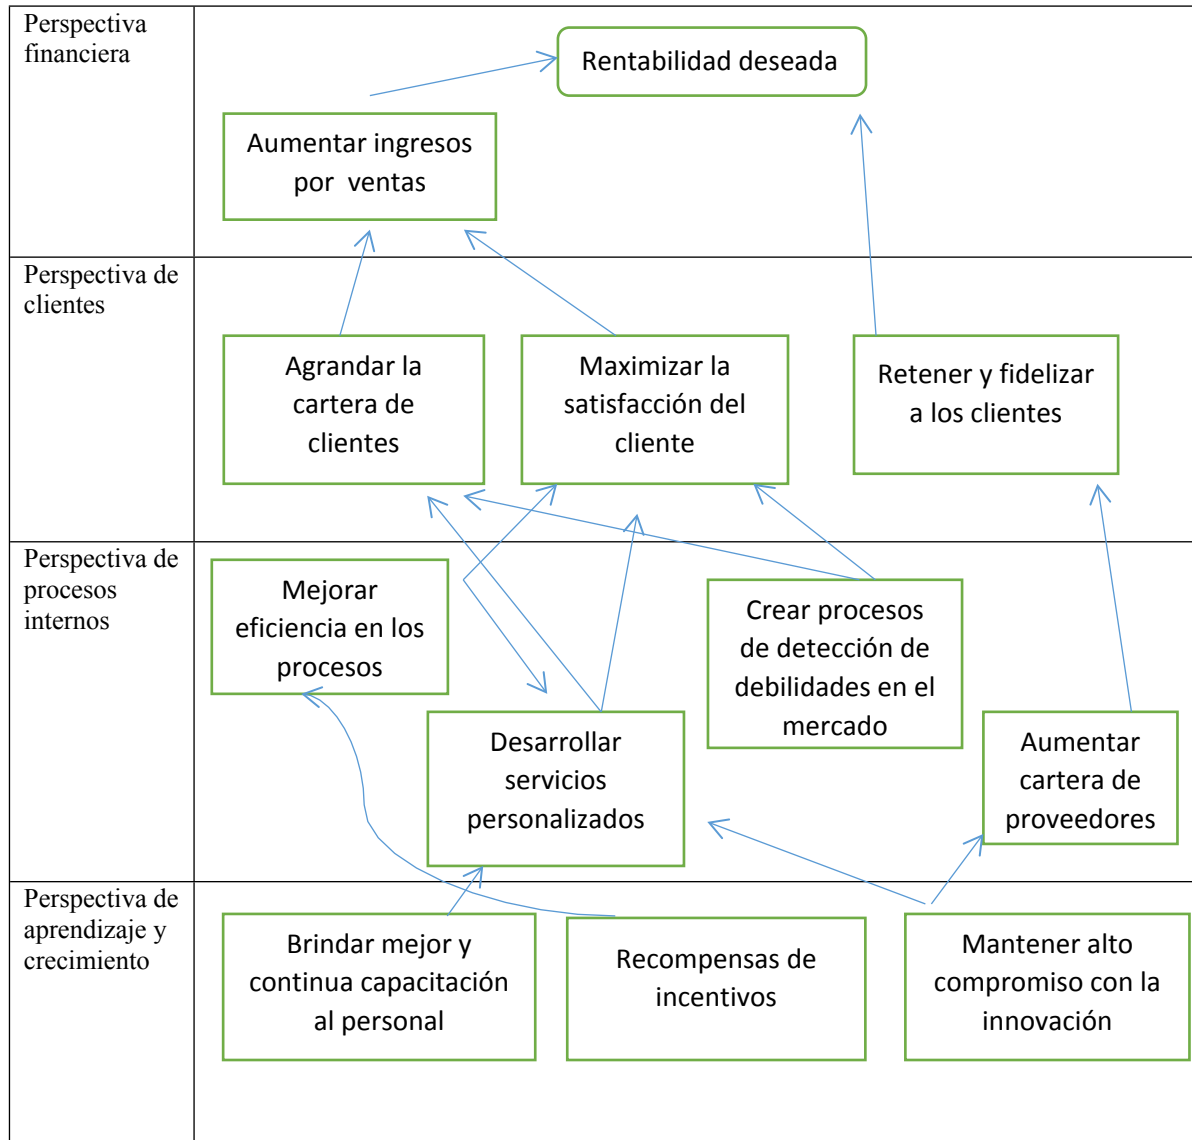 Perspectiva
financiera
Rentabilidad deseada
Aumentar ingresos
por ventas
Perspectiva de
clientes
Agrandar la
cartera de
clientes
Maximizar la
satisfacción del
cliente
Retener y fidelizar
a los clientes
Perspectiva de
procesos
internos
Mejorar
eficiencia en los
procesos
Desarrollar
servicios
personalizados
Crear procesos
de detección de
debilidades en el
mercado
Aumentar
cartera de
proveedores
Perspectiva de
aprendizaje y
crecimiento
Brindar mejor y
continua capacitación
al personal
Recompensas de
incentivos
Mantener alto
compromiso con la
innovación